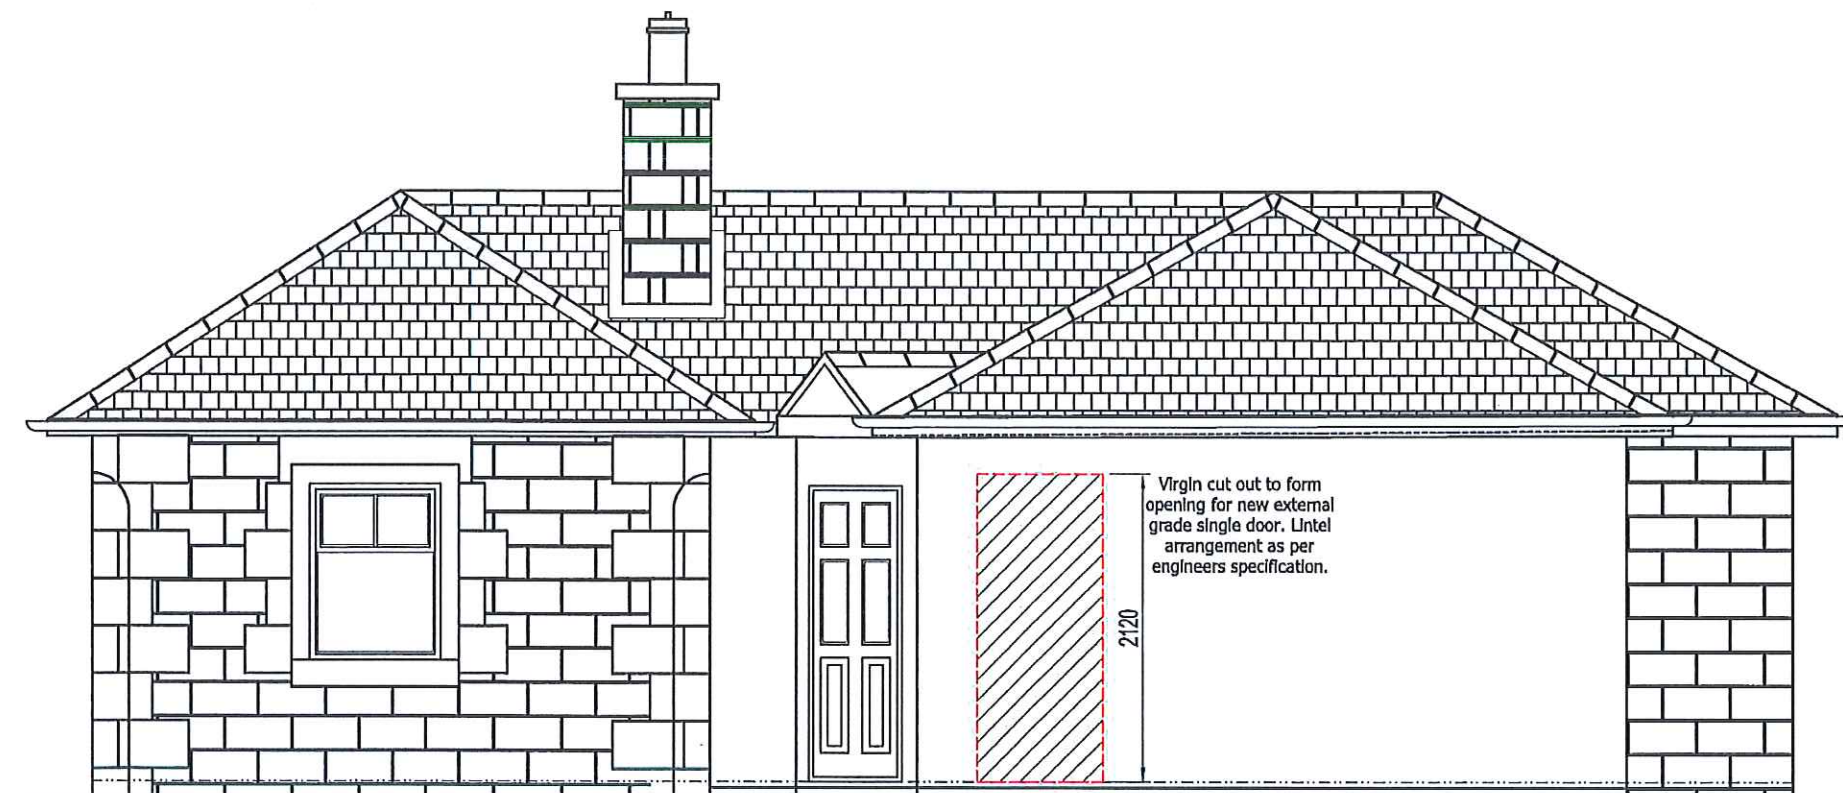 Virgin cut out to form
opening for new external
grade single door. Lintel
arrangement as per
engineers specification.
2120